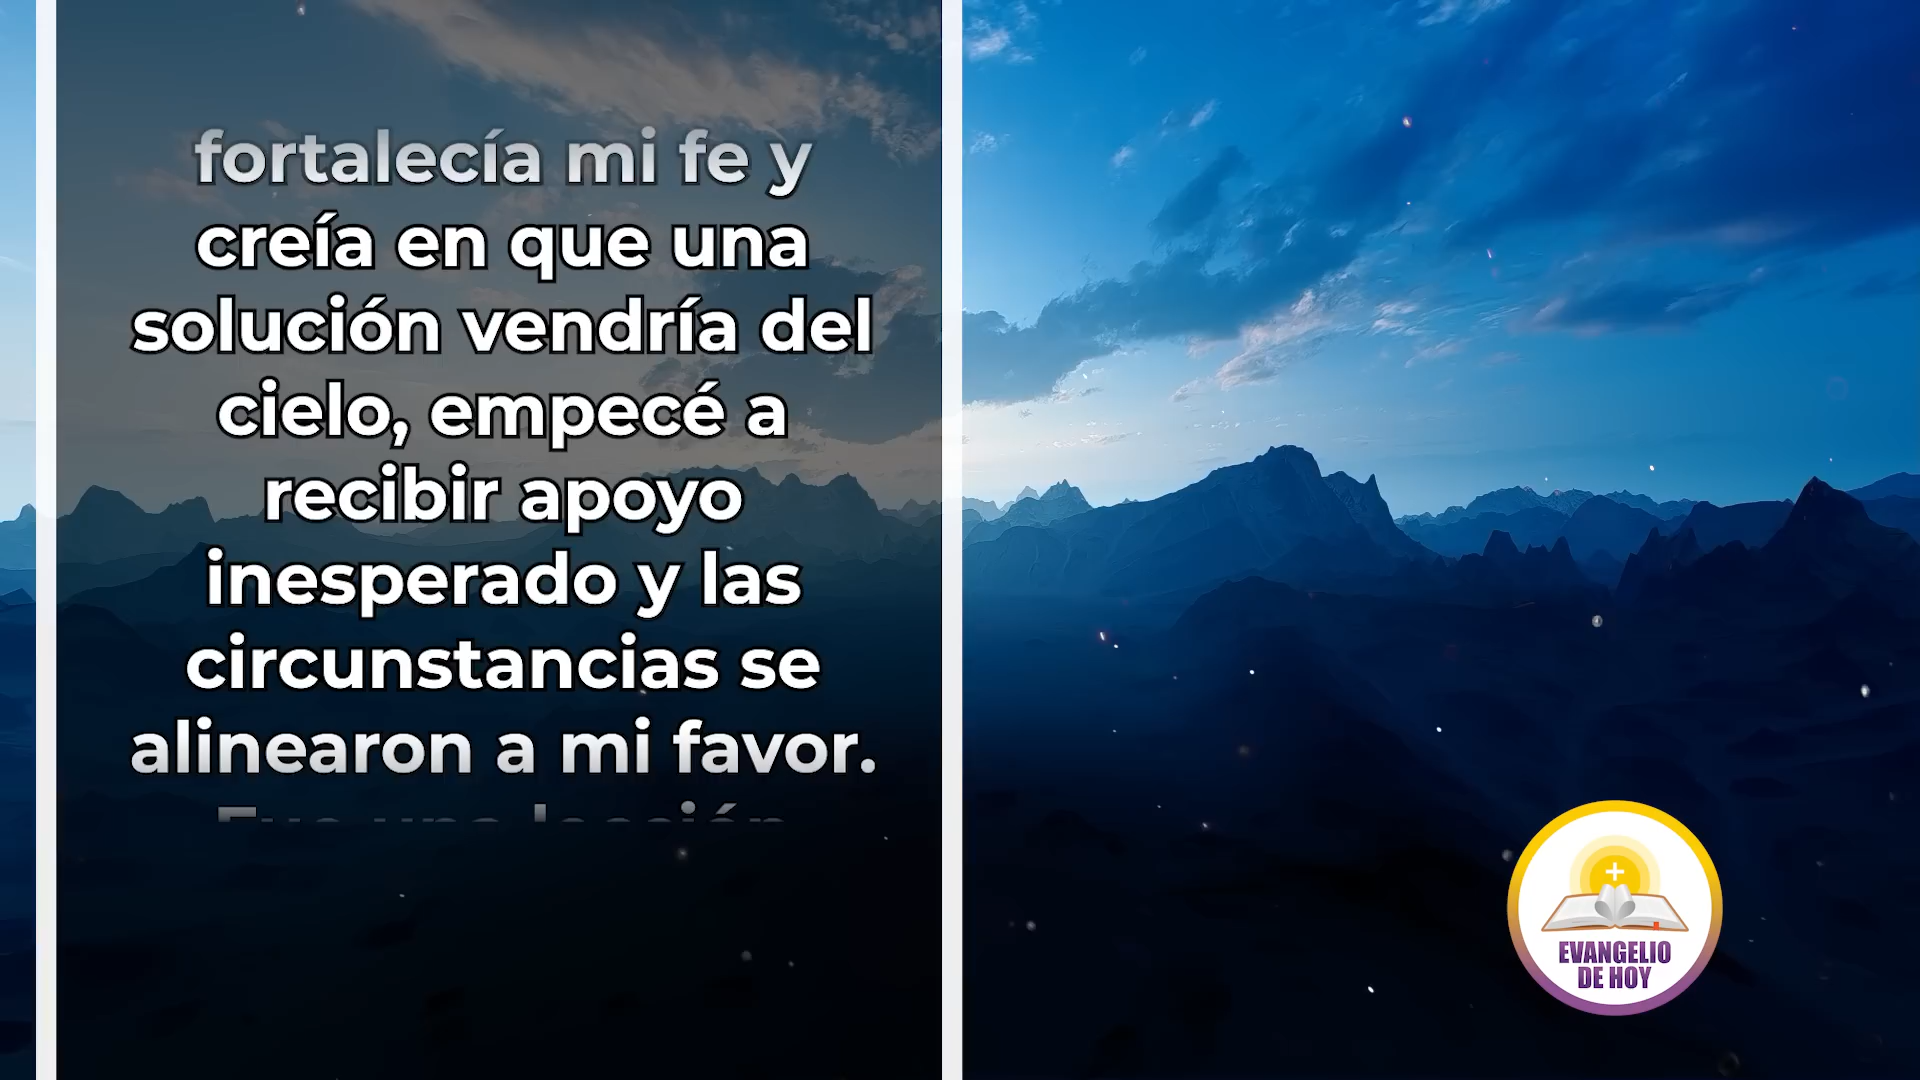 fortalecía mi fe y
creía en que una
solución vendría del
cielo, empecé a
recibir apoyo
inesperado y las
circunstancias se
alinearon a mi favor.
EVANGELIO
DE HOY